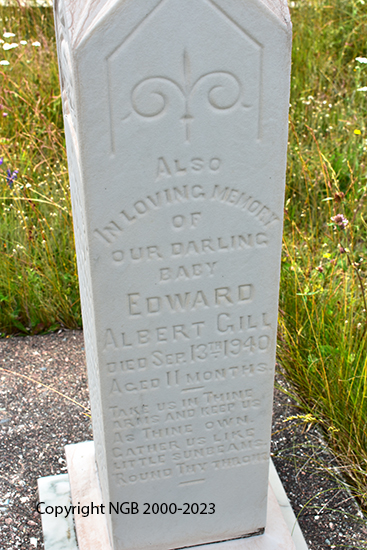 ALSO
IN LOVING MEMORY
OF
OUR DARLING
BABY
EDWARD
ALBERT GILL
DIED SEP. 13TH 1940
AGED 11 MONTHS
TAKE US IN THINE
ARMS AND KEEP US
AS THINE OWN.
GATHER US LIKE
LITTLE SUNBEAMS
ROUND THY THRONE
Copyright NGB 2000-2023